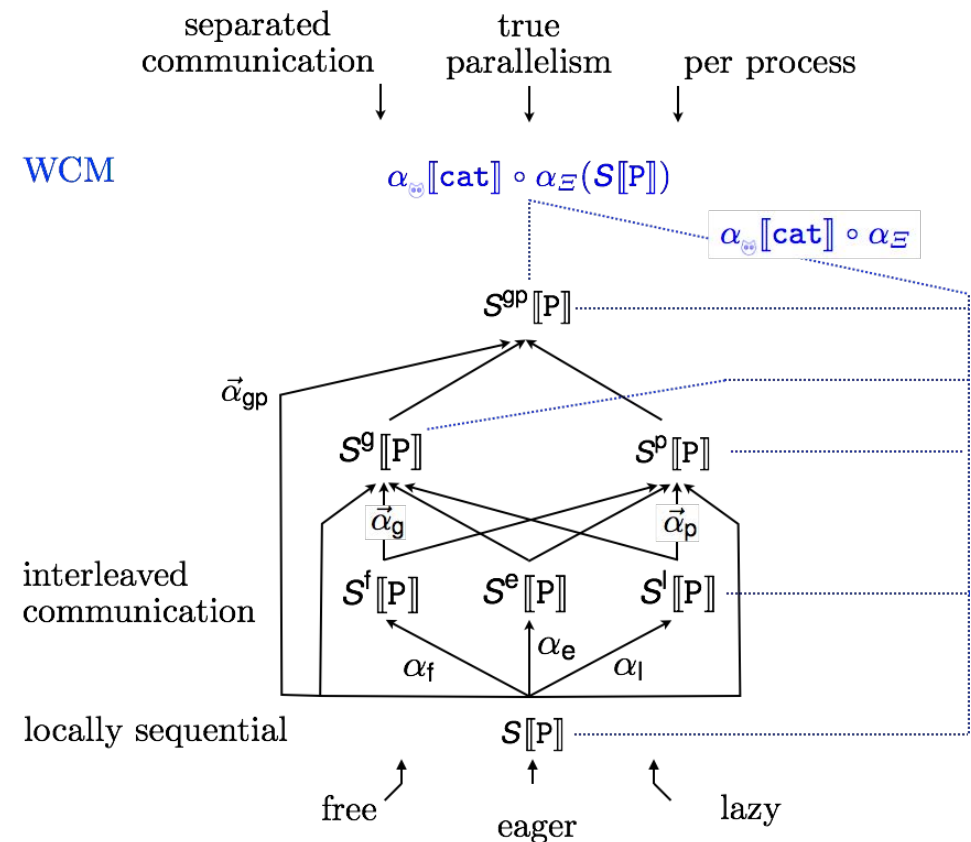 separated
communication
true
parallelism
per process
WCM
α🐱⟦cat⟧ ∘ α_Ξ(S⟦P⟧)
α🐱⟦cat⟧ ∘ α_Ξ
S^gp⟦P⟧
α⃗_gp
S^g⟦P⟧ S^p⟦P⟧
α⃗_g α⃗_p
interleaved
communication
S^f⟦P⟧ S^e⟦P⟧ S^l⟦P⟧
α_f α_e α_l
locally sequential
S⟦P⟧
free
eager
lazy